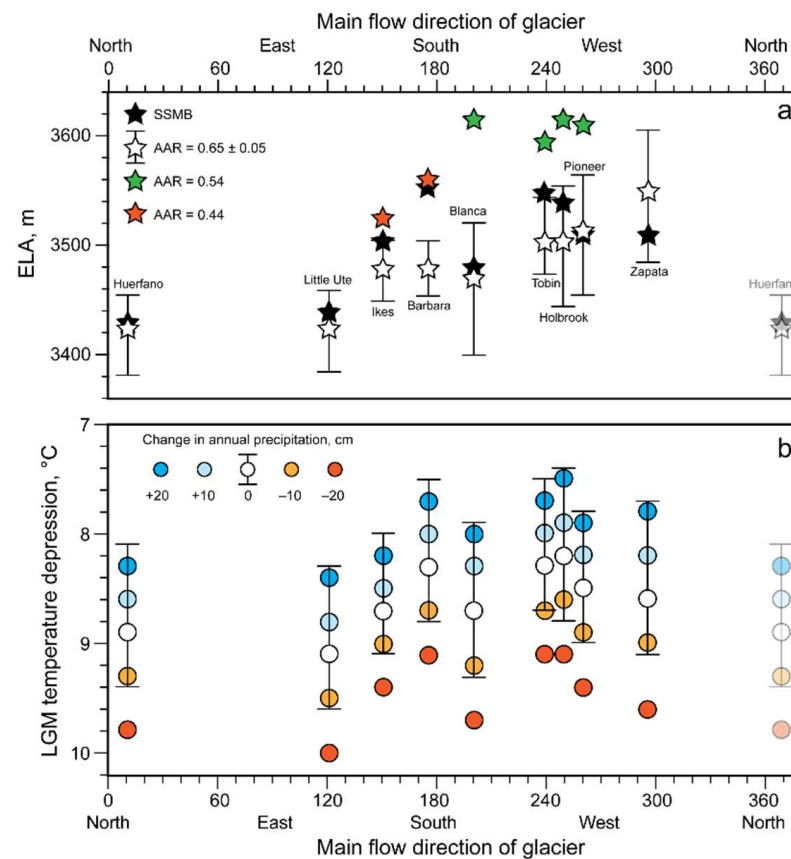 Main flow direction of glacier
North East South West North
0 60 120 180 240 300 360
a
SSMB
AAR = 0.65 ± 0.05
AAR = 0.54
AAR = 0.44
3600
3500
3400
ELA, m
Pioneer
Blanca
Huerfano
Little Ute
Ikes
Barbara
Tobin
Holbrook
Zapata
Huerfan
b
Change in annual precipitation, cm
+20 +10 0 –10 –20
7
8
9
10
LGM temperature depression, °C
0 60 120 180 240 300 360
North East South West North
Main flow direction of glacier